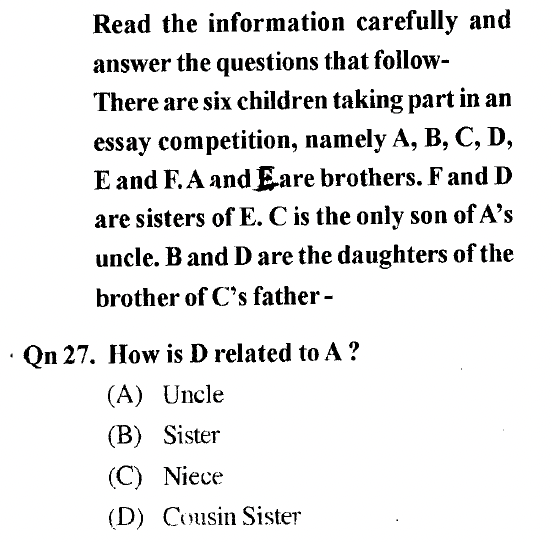 Read the information carefully and
answer the questions that follow-
There are six children taking part in an
essay competition, namely A, B, C, D,
E and F. A and E are brothers. F and D
are sisters of E. C is the only son of A's
uncle. B and D are the daughters of the
brother of C's father -
Qn 27. How is D related to A ?
(A) Uncle
(B) Sister
(C) Niece
(D) Cousin Sister